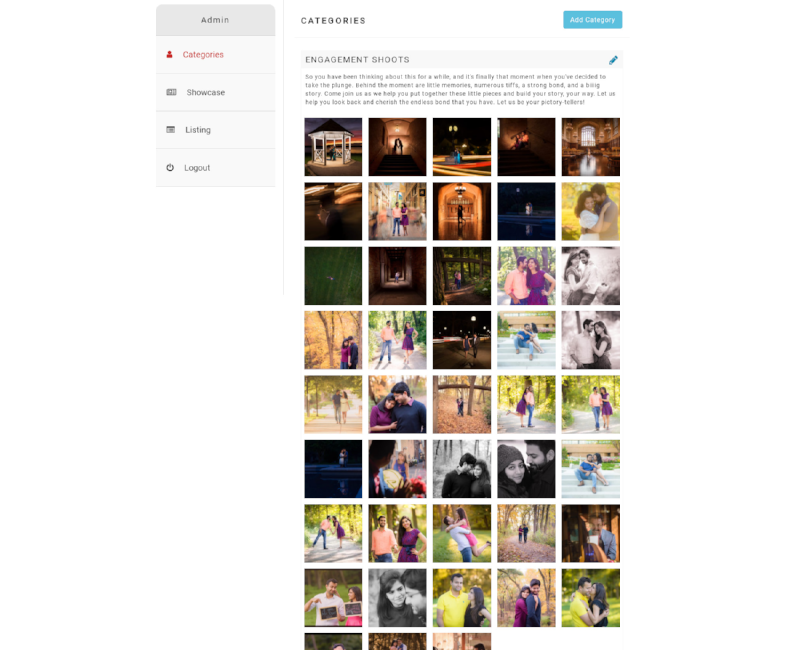 Admin
Categories
Showcase
Listing
Logout
CATEGORIES
Add Category
ENGAGEMENT SHOOTS
So you have been thinking about this for a while, and it's finally that moment when you've decided to
take the plunge. Behind the moment are little memories, numerous tiffs, a strong bond, and a bliig
story. Come join us as we help you put together these little pieces and build your story, your way. Let us
help you look back and cherish the endless bond that you have. Let us be your pictory tellers!